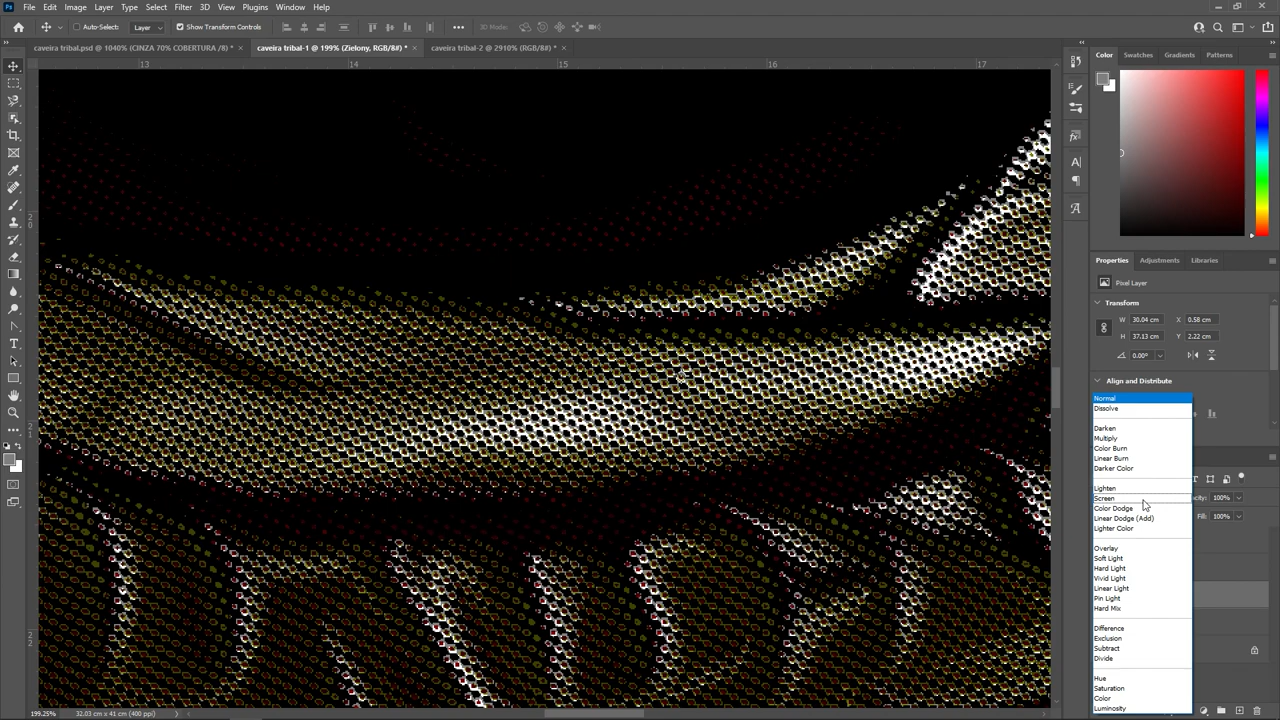 Ps File Edit Image Layer Type Select Filter 3D View Plugins Window Help
Auto-Select: Layer Show Transform Controls 3D Mode:
caveira tribal.psd @ 1040% (CINZA 70% COBERTURA /8) * × caveira tribal-1 @ 199% (Zielony, RGB/8#) * × caveira tribal-2 @ 2910% (RGB/8#) * ×
13 14 15 16 17
Color Swatches Gradients Patterns
20
Properties Adjustments Libraries
Pixel Layer
Transform
W 30.04 cm X 0.58 cm
H 37.13 cm Y 2.22 cm
0.00°
Align and Distribute
Normal
Dissolve
21
Darken
Multiply
Color Burn
Linear Burn
Darker Color
Lighten
Screen
acity: 100%
Color Dodge
Linear Dodge (Add)
Fill: 100%
Lighter Color
Overlay
Soft Light
Hard Light
Vivid Light
Linear Light
Pin Light
Hard Mix
22
Difference
Exclusion
Subtract
Divide
Hue
Saturation
Color
Luminosity
199.25% 32.03 cm x 41 cm (400 ppi)